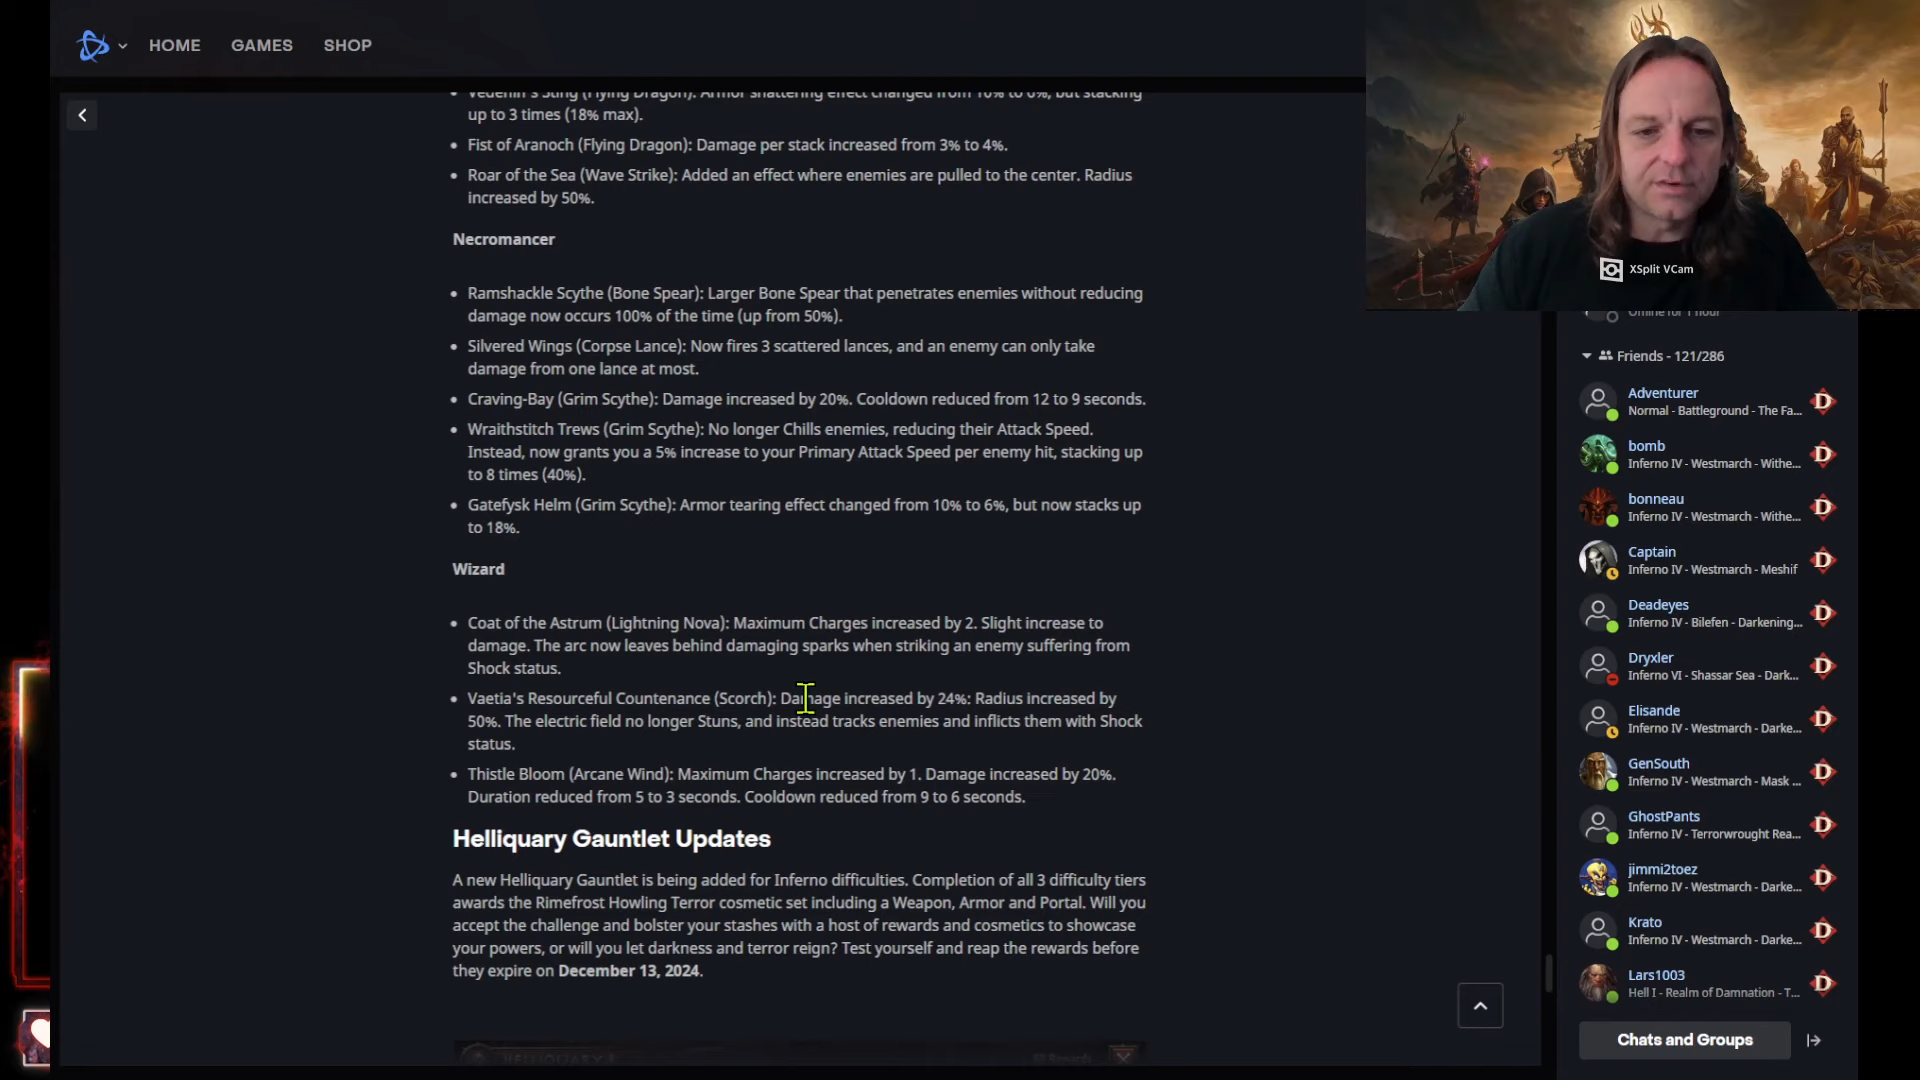 HOME GAMES SHOP
Vedenin's Sting (Flying Dragon): Armor shattering effect changed from 10% to 6%, but stacking
up to 3 times (18% max).
Fist of Aranoch (Flying Dragon): Damage per stack increased from 3% to 4%.
Roar of the Sea (Wave Strike): Added an effect where enemies are pulled to the center. Radius
increased by 50%.
Necromancer
Ramshackle Scythe (Bone Spear): Larger Bone Spear that penetrates enemies without reducing
damage now occurs 100% of the time (up from 50%).
Silvered Wings (Corpse Lance): Now fires 3 scattered lances, and an enemy can only take
damage from one lance at most.
Craving-Bay (Grim Scythe): Damage increased by 20%. Cooldown reduced from 12 to 9 seconds.
Wraithstitch Trews (Grim Scythe): No longer Chills enemies, reducing their Attack Speed.
Instead, now grants you a 5% increase to your Primary Attack Speed per enemy hit, stacking up
to 8 times (40%).
Gatefysk Helm (Grim Scythe): Armor tearing effect changed from 10% to 6%, but now stacks up
to 18%.
Wizard
Coat of the Astrum (Lightning Nova): Maximum Charges increased by 2. Slight increase to
damage. The arc now leaves behind damaging sparks when striking an enemy suffering from
Shock status.
Vaetia's Resourceful Countenance (Scorch): Damage increased by 24%: Radius increased by
50%. The electric field no longer Stuns, and instead tracks enemies and inflicts them with Shock
status.
Thistle Bloom (Arcane Wind): Maximum Charges increased by 1. Damage increased by 20%.
Duration reduced from 5 to 3 seconds. Cooldown reduced from 9 to 6 seconds.
Helliquary Gauntlet Updates
A new Helliquary Gauntlet is being added for Inferno difficulties. Completion of all 3 difficulty tiers
awards the Rimefrost Howling Terror cosmetic set including a Weapon, Armor and Portal. Will you
accept the challenge and bolster your stashes with a host of rewards and cosmetics to showcase
your powers, or will you let darkness and terror reign? Test yourself and reap the rewards before
they expire on December 13, 2024.
XSplit VCam
Offline for 1 hour
Friends - 121/286
Adventurer
Normal - Battleground - The Fa...
bomb
Inferno IV - Westmarch - Withe...
bonneau
Inferno IV - Westmarch - Withe...
Captain
Inferno IV - Westmarch - Meshif
Deadeyes
Inferno IV - Bilefen - Darkening...
Dryxler
Inferno VI - Shassar Sea - Dark...
Elisande
Inferno IV - Westmarch - Darke...
GenSouth
Inferno IV - Westmarch - Mask ...
GhostPants
Inferno IV - Terrorwrought Rea...
jimmi2toez
Inferno IV - Westmarch - Darke...
Krato
Inferno IV - Westmarch - Darke...
Lars1003
Hell I - Realm of Damnation - T...
Chats and Groups